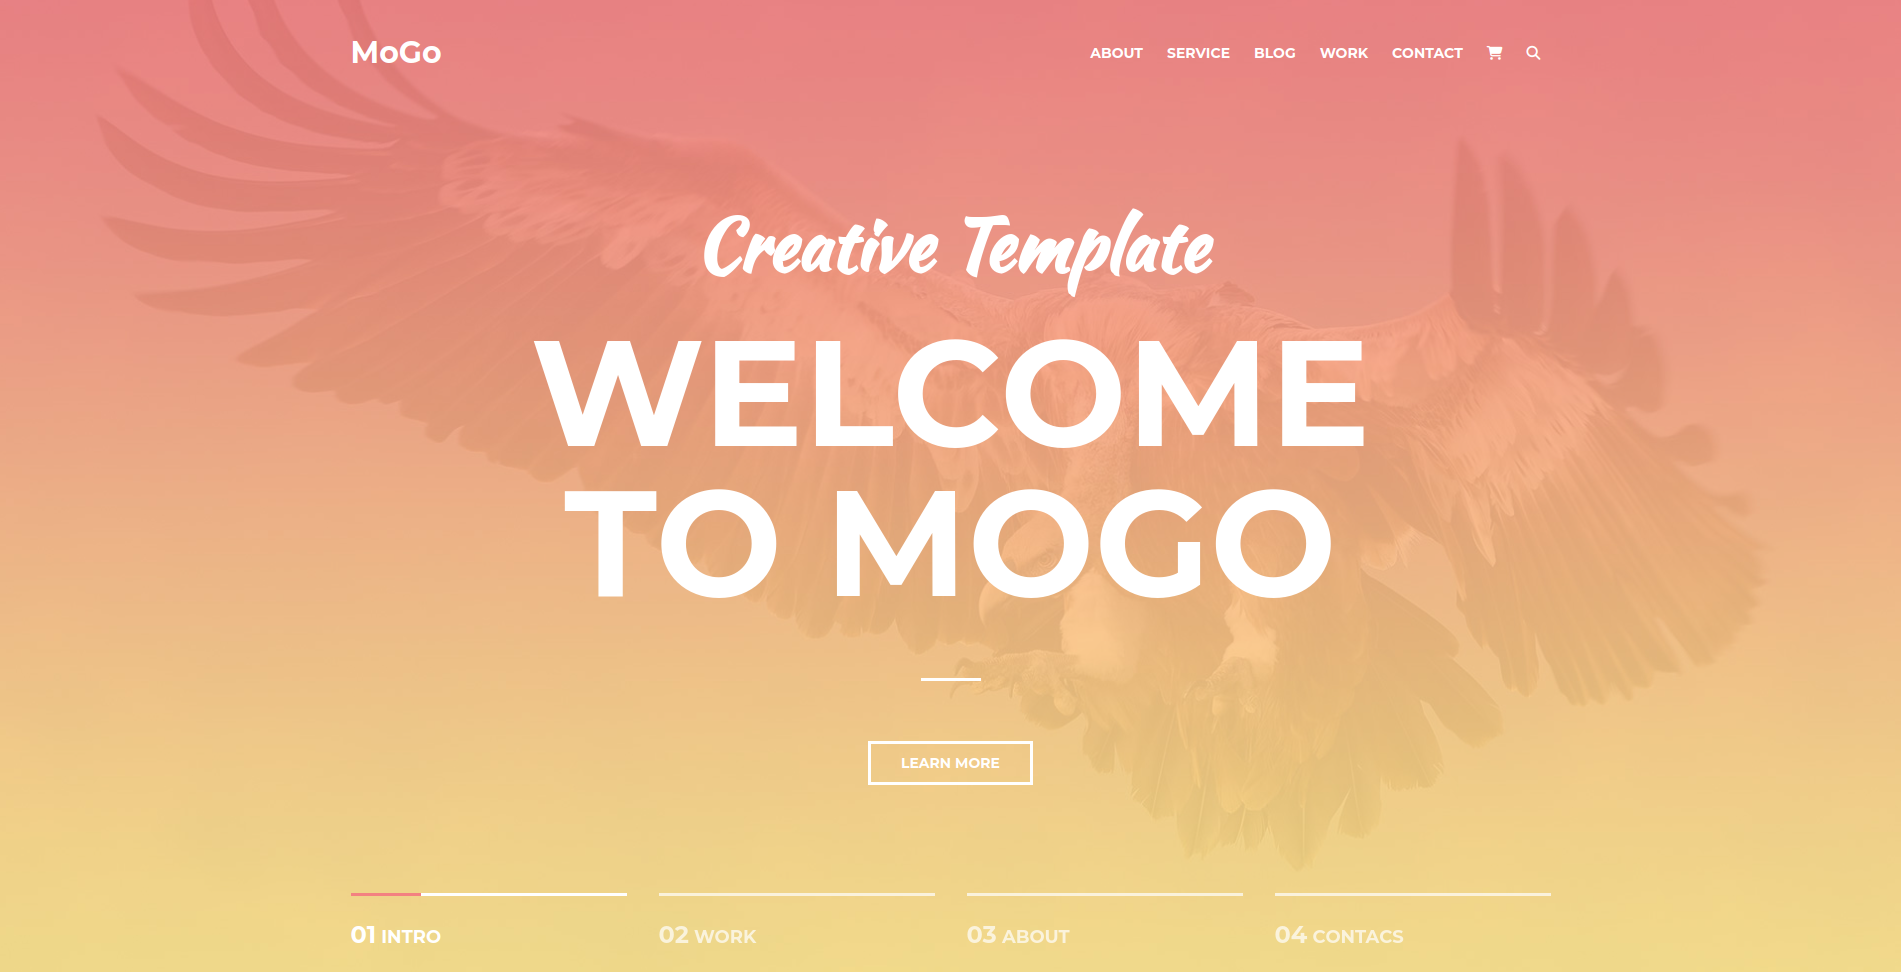 MoGo
ABOUT SERVICE BLOG WORK CONTACT
Creative Template
WELCOME
TO MOGO
LEARN MORE
01 INTRO
02 WORK
03 ABOUT
04 CONTACS